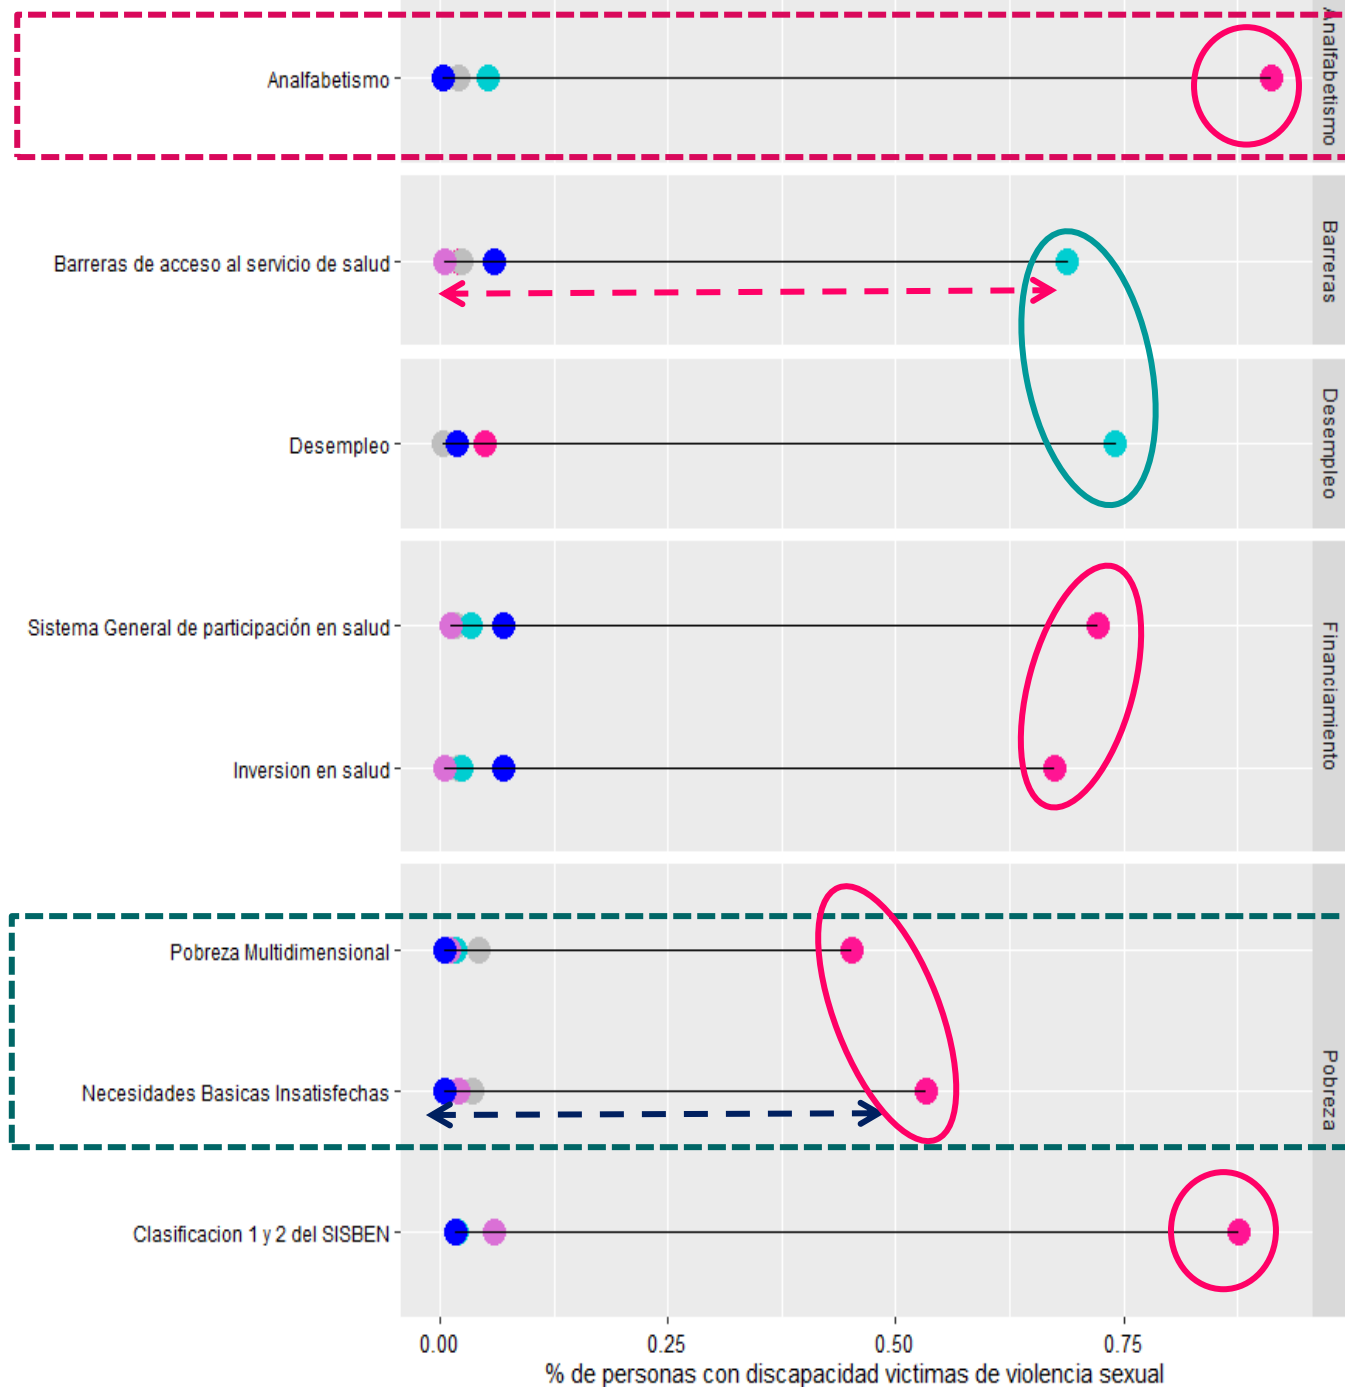 Analfabetismo
Analfabetismo
Barreras de acceso al servicio de salud
Barreras
Desempleo
Desempleo
Sistema General de participación en salud
Inversion en salud
Financiamiento
Pobreza Multidimensional
Necesidades Basicas Insatisfechas
Clasificacion 1 y 2 del SISBEN
Pobreza
0.00 0.25 0.50 0.75
% de personas con discapacidad victimas de violencia sexual